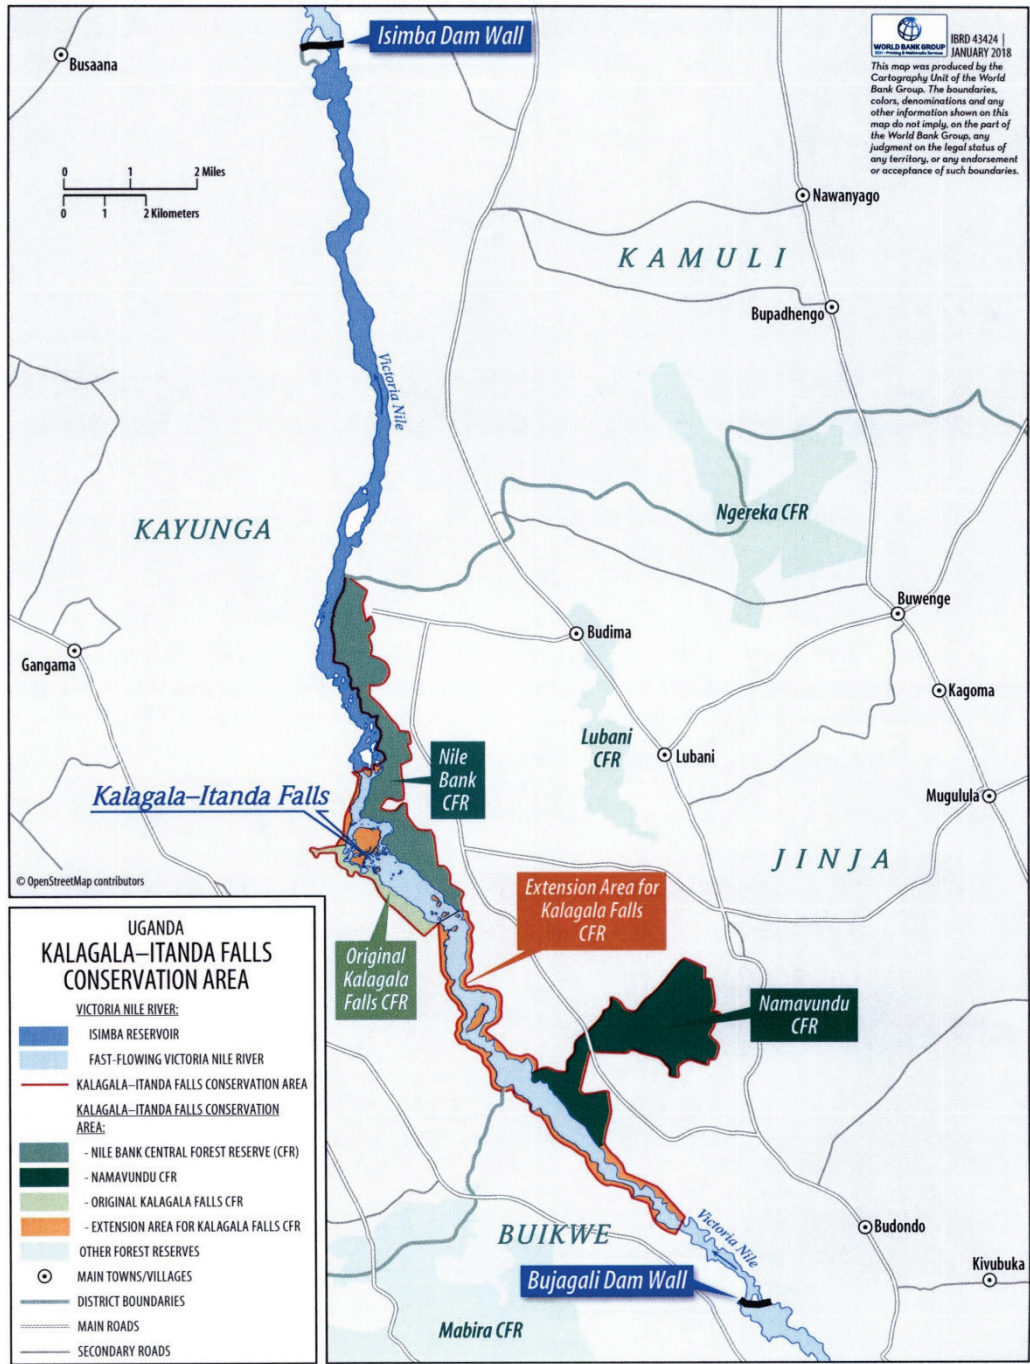 Isimba Dam Wall
WORLD BANK GROUP
IBRD 43424 |
JANUARY 2018
This map was produced by the
Cartography Unit of the World
Bank Group. The boundaries,
colors, denominations and any
other information shown on this
map do not imply, on the part of
the World Bank Group, any
judgment on the legal status of
any territory, or any endorsement
or acceptance of such boundaries.
Busaana
0 1 2 Miles
0 1 2 Kilometers
Nawanyago
KAMULI
Bupadhengo
Victoria Nile
Ngereka CFR
KAYUNGA
Buwenge
Budima
Gangama
Kagoma
Lubani
CFR
Lubani
Nile
Bank
CFR
Kalagala–Itanda Falls
Mugulula
JINJA
© OpenStreetMap contributors
Extension Area for
Kalagala Falls
CFR
Original
Kalagala
Falls CFR
Namavundu
CFR
UGANDA
KALAGALA–ITANDA FALLS
CONSERVATION AREA
VICTORIA NILE RIVER:
ISIMBA RESERVOIR
FAST-FLOWING VICTORIA NILE RIVER
KALAGALA–ITANDA FALLS CONSERVATION AREA
KALAGALA–ITANDA FALLS CONSERVATION
AREA:
- NILE BANK CENTRAL FOREST RESERVE (CFR)
- NAMAVUNDU CFR
- ORIGINAL KALAGALA FALLS CFR
- EXTENSION AREA FOR KALAGALA FALLS CFR
OTHER FOREST RESERVES
MAIN TOWNS/VILLAGES
DISTRICT BOUNDARIES
MAIN ROADS
SECONDARY ROADS
BUIKWE
Victoria Nile
Budondo
Kivubuka
Bujagali Dam Wall
Mabira CFR